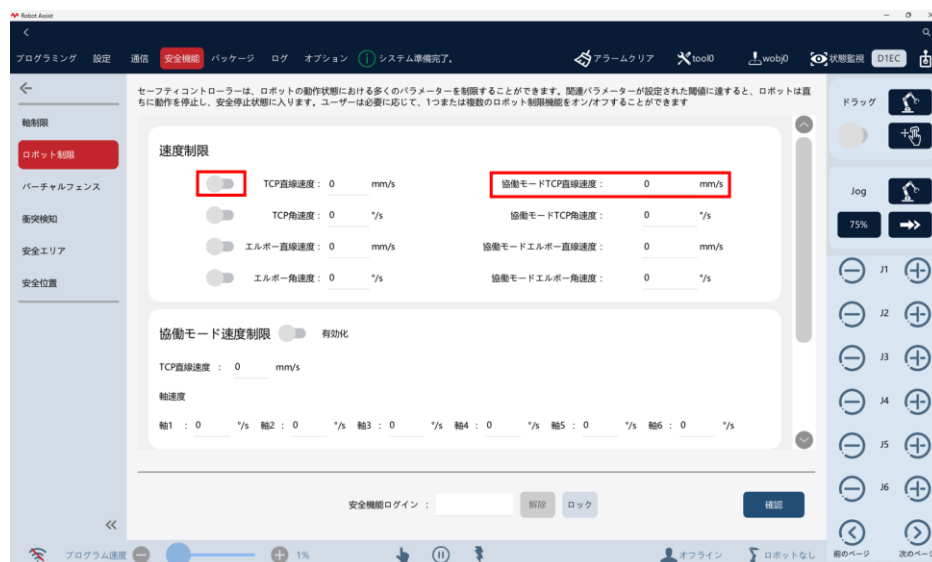 Robot Assist
プログラミング 設定 通信 安全機能 パッケージ ログ オプション システム準備完了。 アラームクリア tool0 wobj0 状態監視 D1EC
セーフティコントローラーは、ロボットの動作状態における多くのパラメーターを制限することができます。関連パラメーターが設定された閾値に達すると、ロボットは直
ちに動作を停止し、安全停止状態に入ります。ユーザーは必要に応じて、1つまたは複数のロボット制限機能をオン/オフすることができます
軸制限
ロボット制限
バーチャルフェンス
衝突検知
安全エリア
安全位置
速度制限
TCP直線速度： 0 mm/s 協働モードTCP直線速度： 0 mm/s
TCP角速度： 0 °/s 協働モードTCP角速度： 0 °/s
エルボー直線速度： 0 mm/s 協働モードエルボー直線速度： 0 mm/s
エルボー角速度： 0 °/s 協働モードエルボー角速度： 0 °/s
協働モード速度制限 有効化
TCP直線速度 ： 0 mm/s
軸速度
軸1 ：0 °/s 軸2：0 °/s 軸3：0 °/s 軸4：0 °/s 軸5：0 °/s 軸6：0 °/s
安全機能ログイン ： 解除 ロック 確認
ドラッグ
Jog
75%
J1
J2
J3
J4
J5
J6
前のページ 次のページ
プログラム速度 1% オフライン ロボットなし